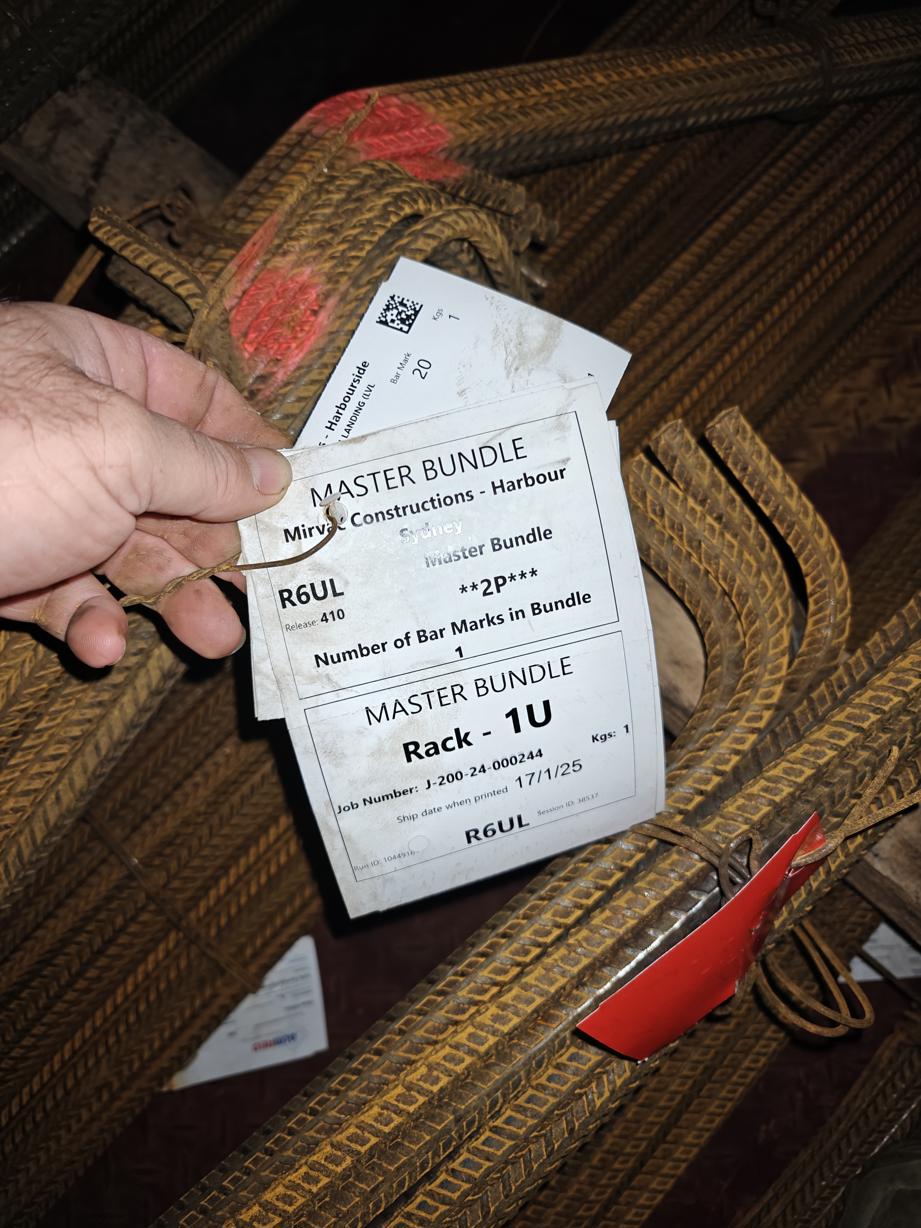 - Harbourside
LANDING (LVL
Bar Mark
20
Kgs
1
MASTER BUNDLE
Mirvac Constructions - Harbour
Sydney
Master Bundle
R6UL
**2P***
Release: 410
Number of Bar Marks in Bundle
1
MASTER BUNDLE
Rack - 1U
Kgs: 1
Job Number: J-200-24-000244
Ship date when printed 17/1/25
R6UL
Session ID: 38537
Run ID: 1044916